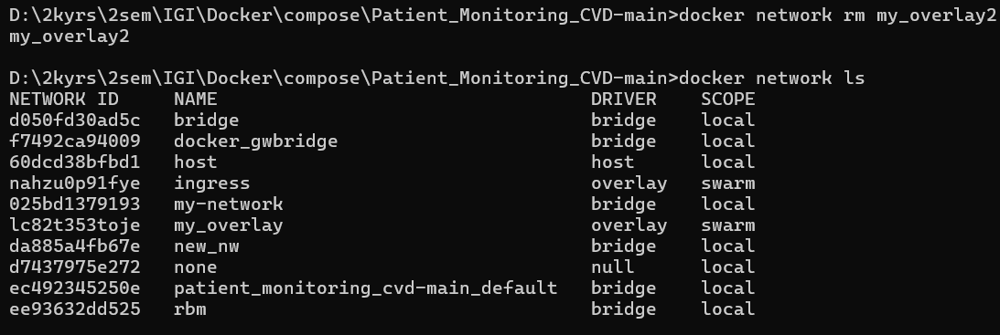 D:\2kyrs\2sem\IGI\Docker\compose\Patient_Monitoring_CVD-main>docker network rm my_overlay2
my_overlay2
D:\2kyrs\2sem\IGI\Docker\compose\Patient_Monitoring_CVD-main>docker network ls
NETWORK ID     NAME                                  DRIVER    SCOPE
d050fd30ad5c   bridge                                bridge    local
f7492ca94009   docker_gwbridge                       bridge    local
60dcd38bfbd1   host                                  host      local
nahzu0p91fye   ingress                               overlay   swarm
025bd1379193   my-network                            bridge    local
lc82t353toje   my_overlay                            overlay   swarm
da885a4fb67e   new_nw                                bridge    local
d7437975e272   none                                  null      local
ec492345250e   patient_monitoring_cvd-main_default   bridge    local
ee93632dd525   rbm                                   bridge    local